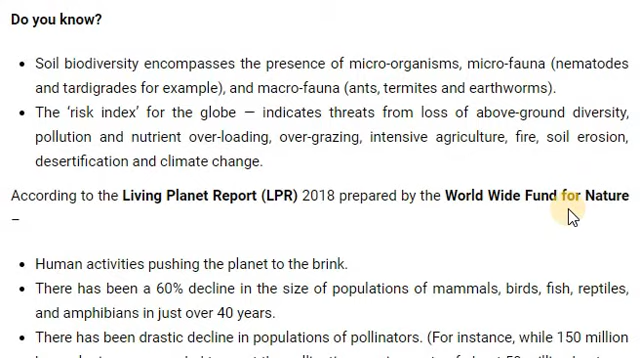 Do you know?
• Soil biodiversity encompasses the presence of micro-organisms, micro-fauna (nematodes
and tardigrades for example), and macro-fauna (ants, termites and earthworms).
• The ‘risk index’ for the globe — indicates threats from loss of above-ground diversity,
pollution and nutrient over-loading, over-grazing, intensive agriculture, fire, soil erosion,
desertification and climate change.
According to the Living Planet Report (LPR) 2018 prepared by the World Wide Fund for Nature
–
• Human activities pushing the planet to the brink.
• There has been a 60% decline in the size of populations of mammals, birds, fish, reptiles,
and amphibians in just over 40 years.
• There has been drastic decline in populations of pollinators. (For instance, while 150 million